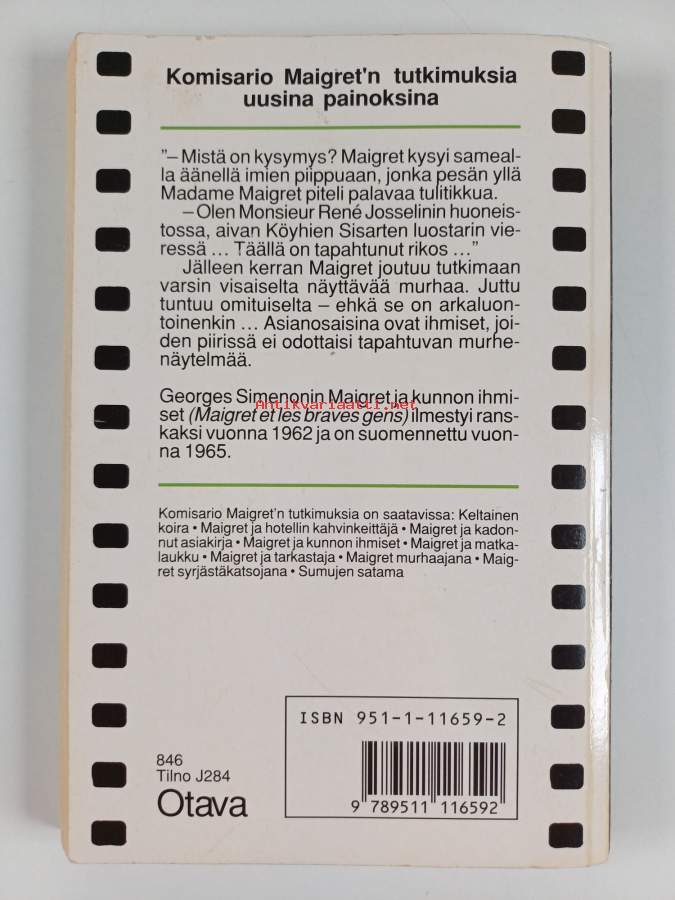 Komisario Maigret'n tutkimuksia
uusina painoksina
"– Mistä on kysymys? Maigret kysyi sameal-
la äänellä imien piippuaan, jonka pesän yllä
Madame Maigret piteli palavaa tulitikkua.
– Olen Monsieur René Josselinin huoneis-
tossa, aivan Köyhien Sisarten luostarin vie-
ressä ... Täällä on tapahtunut rikos ..."
Jälleen kerran Maigret joutuu tutkimaan
varsin visaiselta näyttävää murhaa. Juttu
tuntuu omituiselta – ehkä se on arkaluon-
toinenkin ... Asianosaisina ovat ihmiset, joi-
den piirissä ei odottaisi tapahtuvan murhe-
näytelmää.
Georges Simenonin Maigret ja kunnon ihmi-
Antikvariaatti.net
set (Maigret et les braves gens) ilmestyi rans-
kaksi vuonna 1962 ja on suomennettu vuon-
na 1965.
Komisario Maigret'n tutkimuksia on saatavissa: Keltainen
koira • Maigret ja hotellin kahvinkeittäjä • Maigret ja kadon-
nut asiakirja • Maigret ja kunnon ihmiset • Maigret ja matka-
laukku • Maigret ja tarkastaja • Maigret murhaajana • Maig-
ret syrjästäkatsojana • Sumujen satama
ISBN 951-1-11659-2
846
Tilno J284
Otava
9 789511 116592